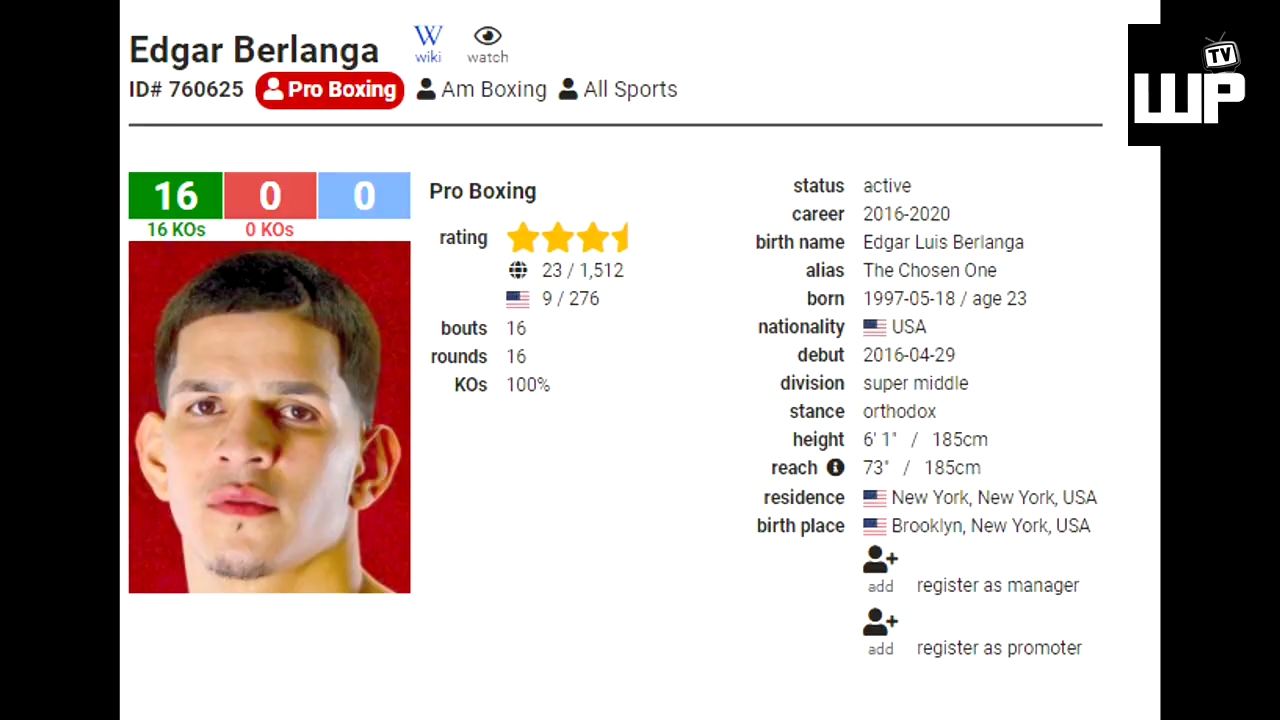 Edgar Berlanga
W
wiki
watch
ID# 760625 Pro Boxing Am Boxing All Sports
TV
WP
16 0 0
16 KOs 0 KOs
Pro Boxing
rating
23 / 1,512
9 / 276
bouts 16
rounds 16
KOs 100%
status active
career 2016-2020
birth name Edgar Luis Berlanga
alias The Chosen One
born 1997-05-18 / age 23
nationality USA
debut 2016-04-29
division super middle
stance orthodox
height 6' 1" / 185cm
reach 73" / 185cm
residence New York, New York, USA
birth place Brooklyn, New York, USA
add register as manager
add register as promoter